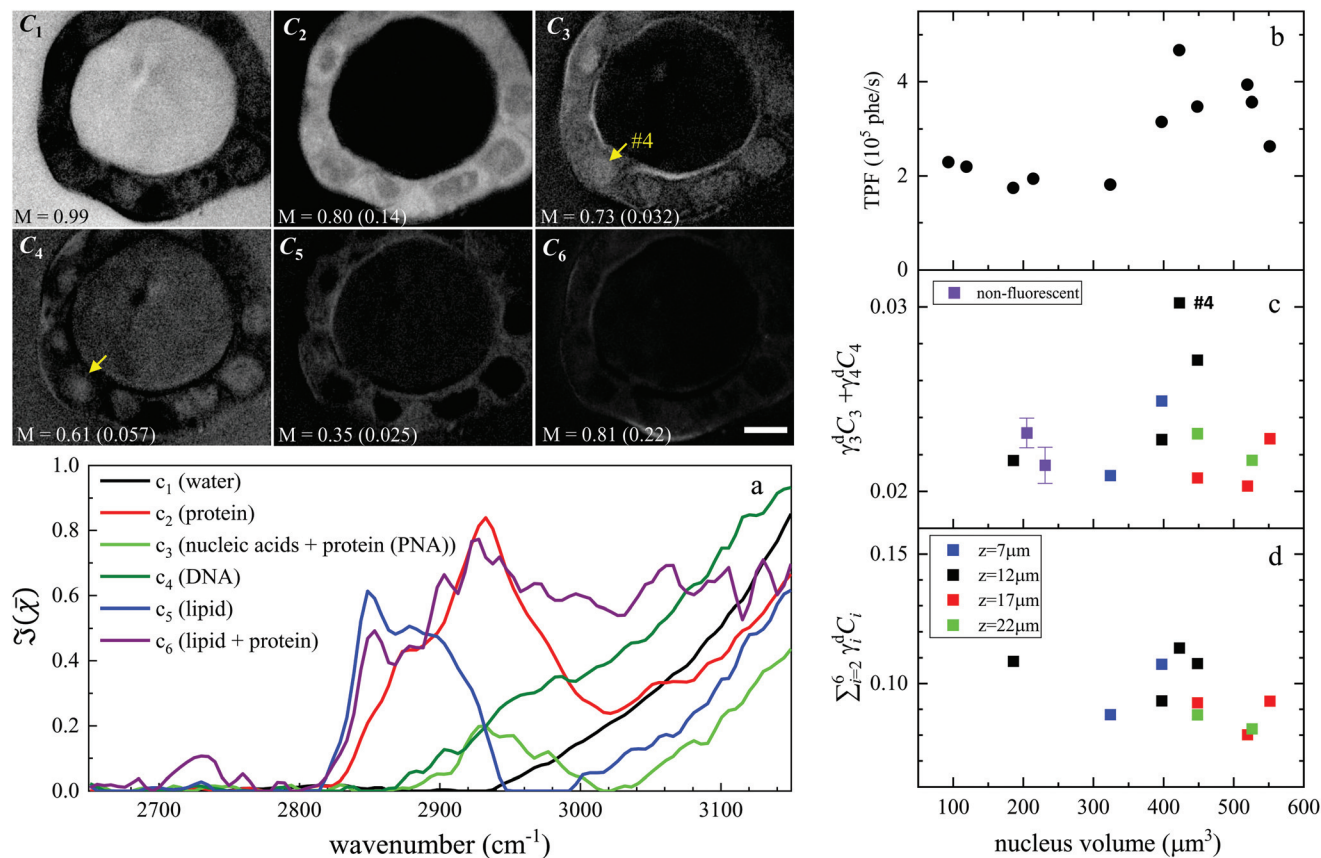 C₁
C₂
C₃
#4
M = 0.99
M = 0.80 (0.14)
M = 0.73 (0.032)
C₄
C₅
C₆
M = 0.61 (0.057)
M = 0.35 (0.025)
M = 0.81 (0.22)
a
1.0
0.8
0.6
0.4
0.2
0.0
ℑ(χ̄)
c₁ (water)
c₂ (protein)
c₃ (nucleic acids + protein (PNA))
c₄ (DNA)
c₅ (lipid)
c₆ (lipid + protein)
2700
2800
2900
3000
3100
wavenumber (cm⁻¹)
b
4
2
0
TPF (10⁵ phe/s)
c
non-fluorescent
#4
0.03
0.02
γ₃ᵈC₃ +γ₄ᵈC₄
d
z=7μm
z=12μm
z=17μm
z=22μm
0.15
0.10
∑⁶ᵢ₌₂ γᵢᵈCᵢ
100
200
300
400
500
600
nucleus volume (μm³)